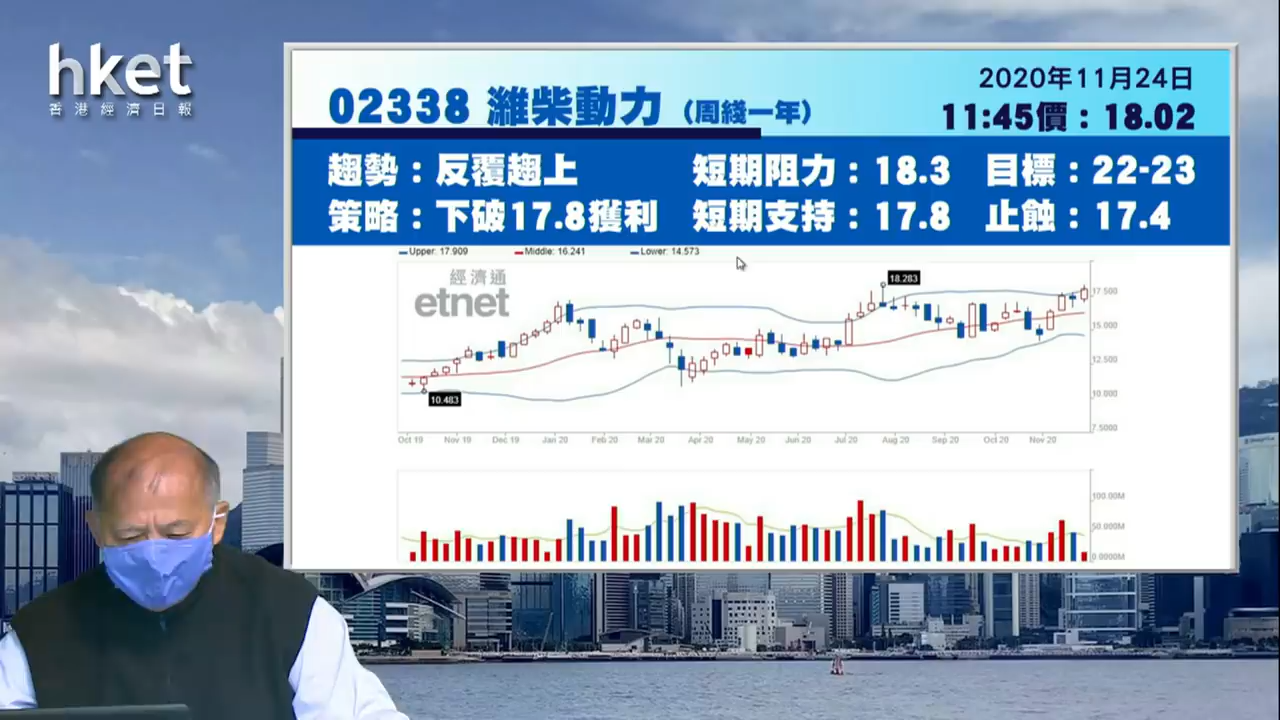 hket
香港經濟日報
02338 濰柴動力 (周綫一年)
2020年11月24日
11:45價：18.02
趨勢：反覆趨上 短期阻力：18.3 目標：22-23
策略：下破17.8獲利 短期支持：17.8 止蝕：17.4
Upper: 17.909 Middle: 16.241 Lower: 14.573
經濟通
etnet
18.283
17.500
15.000
12.500
10.000
10.483
7.5000
Oct 19 Nov 19 Dec 19 Jan 20 Feb 20 Mar 20 Apr 20 May 20 Jun 20 Jul 20 Aug 20 Sep 20 Oct 20 Nov 20
100.00M
50.000M
0.0000M